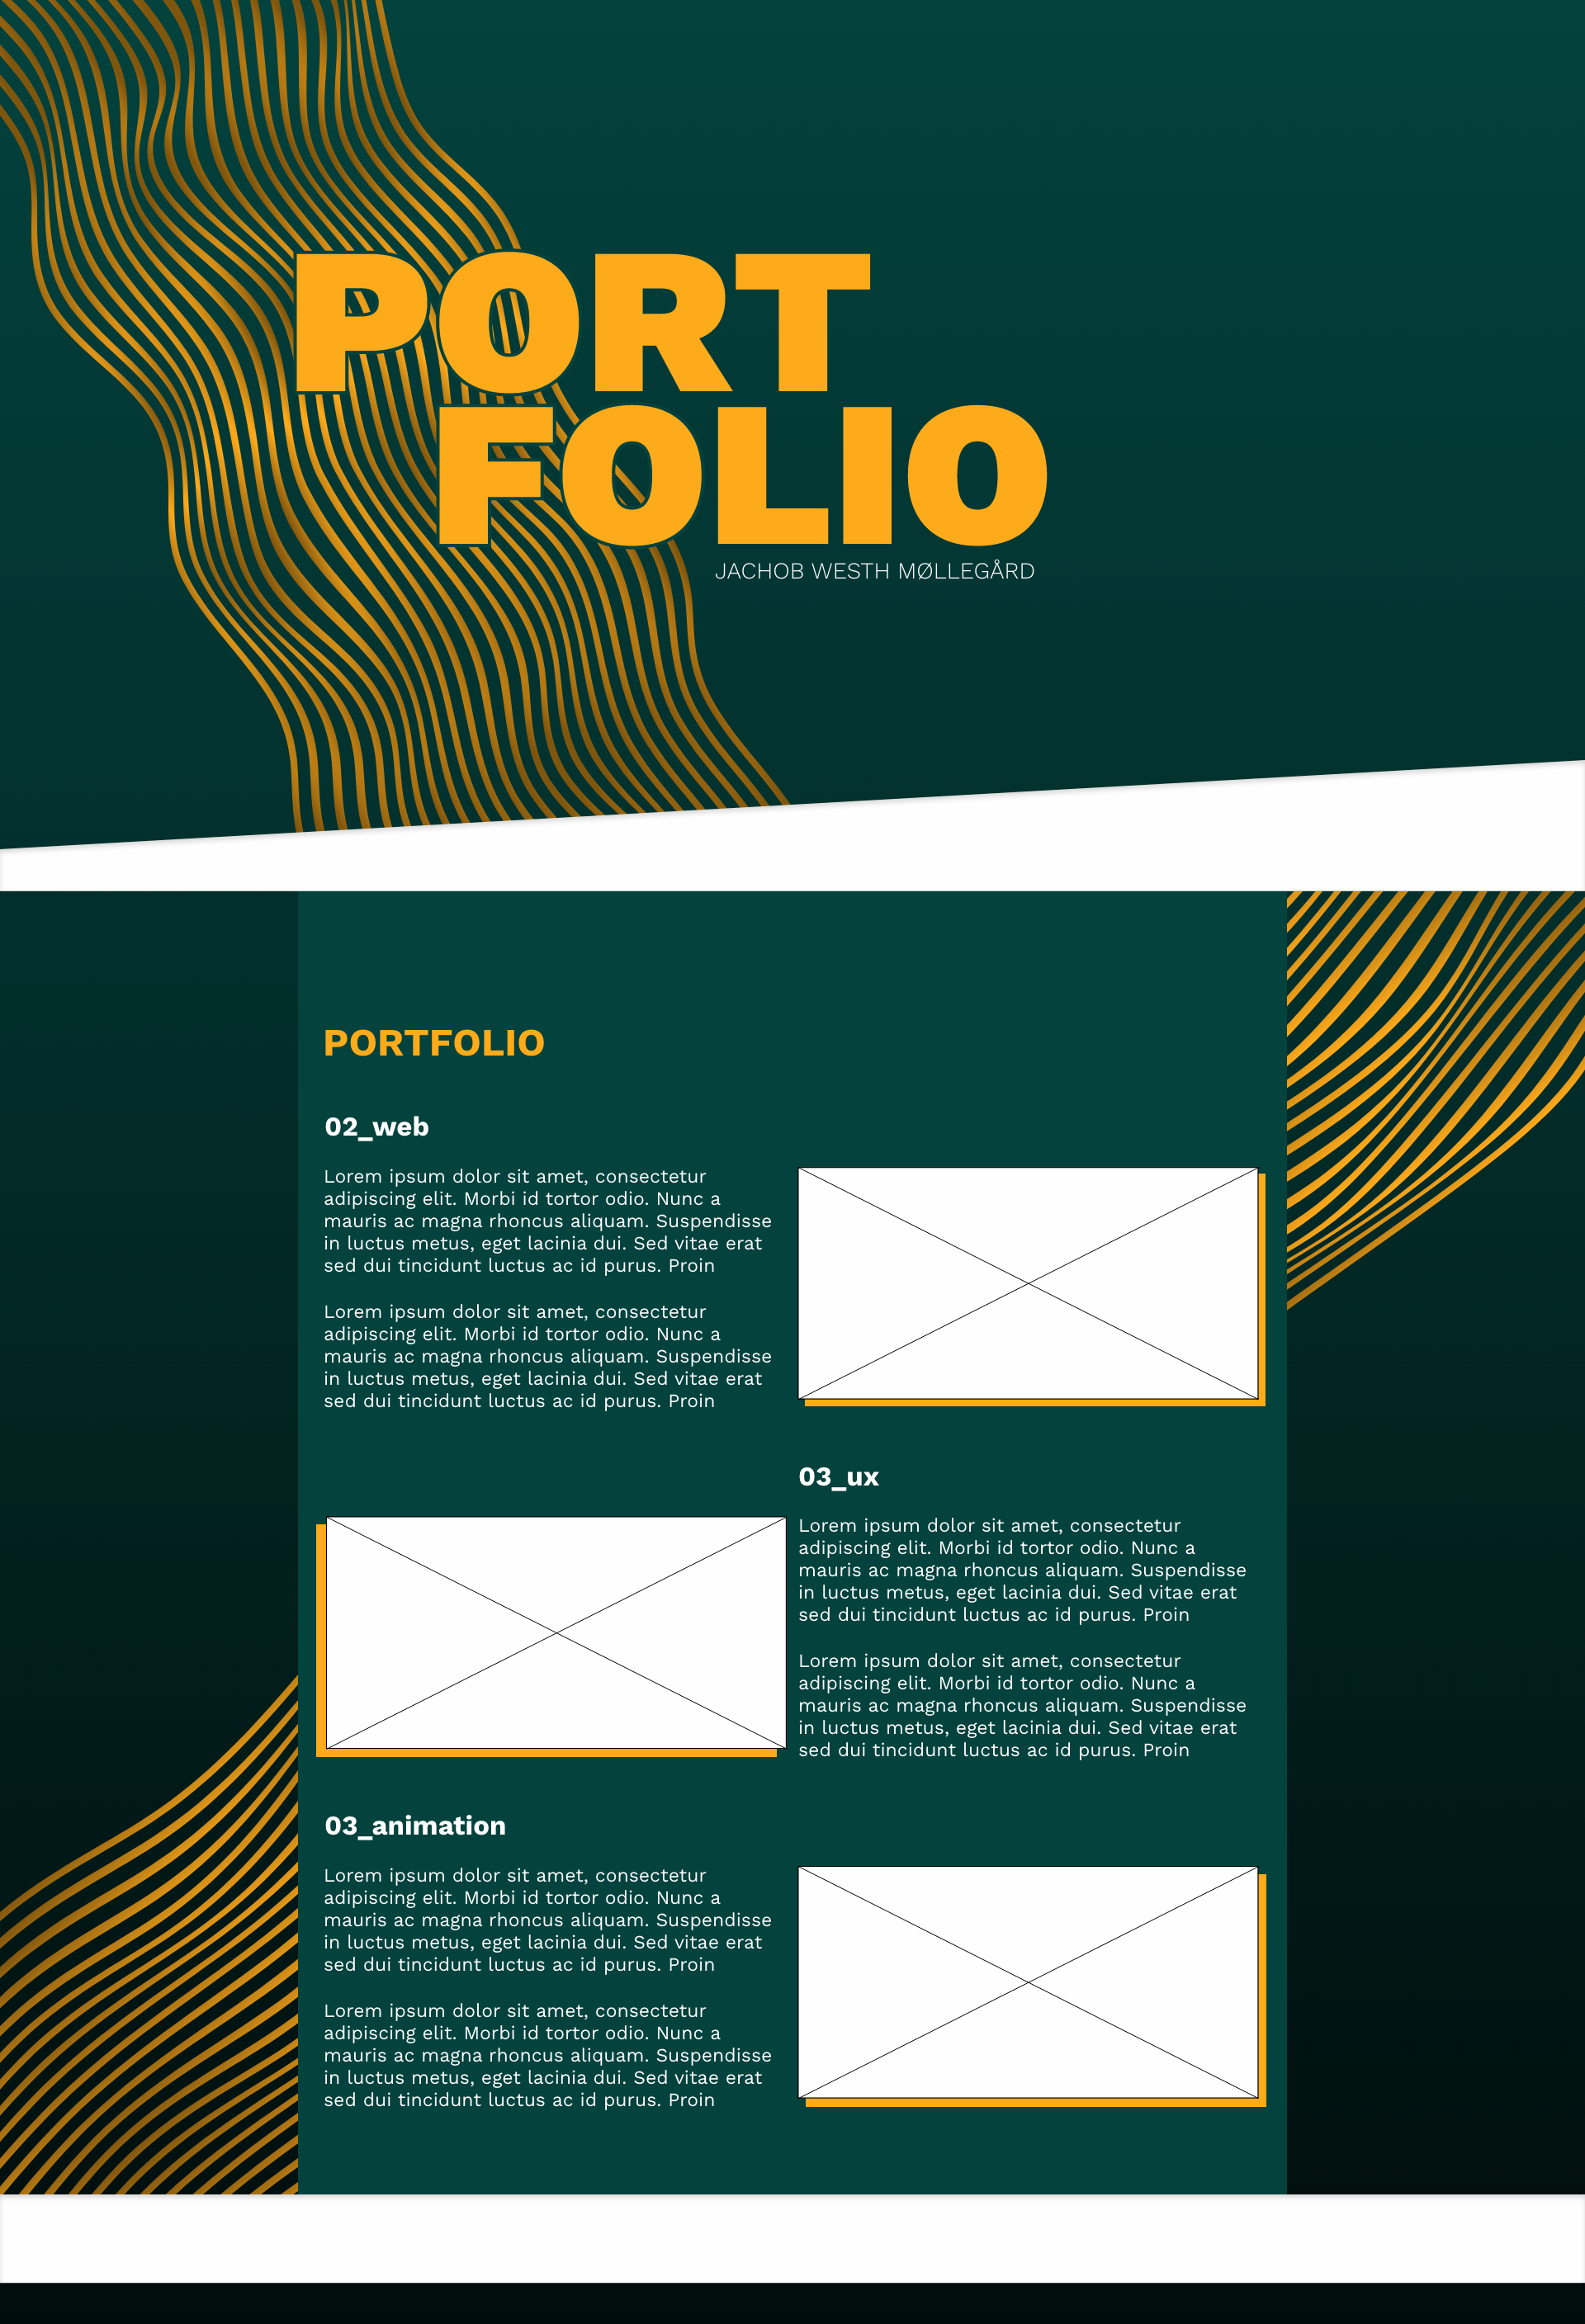 PORT
FOLIO
JACHOB WESTH MØLLEGÅRD
PORTFOLIO
02_web
Lorem ipsum dolor sit amet, consectetur
adipiscing elit. Morbi id tortor odio. Nunc a
mauris ac magna rhoncus aliquam. Suspendisse
in luctus metus, eget lacinia dui. Sed vitae erat
sed dui tincidunt luctus ac id purus. Proin
Lorem ipsum dolor sit amet, consectetur
adipiscing elit. Morbi id tortor odio. Nunc a
mauris ac magna rhoncus aliquam. Suspendisse
in luctus metus, eget lacinia dui. Sed vitae erat
sed dui tincidunt luctus ac id purus. Proin
03_ux
Lorem ipsum dolor sit amet, consectetur
adipiscing elit. Morbi id tortor odio. Nunc a
mauris ac magna rhoncus aliquam. Suspendisse
in luctus metus, eget lacinia dui. Sed vitae erat
sed dui tincidunt luctus ac id purus. Proin
Lorem ipsum dolor sit amet, consectetur
adipiscing elit. Morbi id tortor odio. Nunc a
mauris ac magna rhoncus aliquam. Suspendisse
in luctus metus, eget lacinia dui. Sed vitae erat
sed dui tincidunt luctus ac id purus. Proin
03_animation
Lorem ipsum dolor sit amet, consectetur
adipiscing elit. Morbi id tortor odio. Nunc a
mauris ac magna rhoncus aliquam. Suspendisse
in luctus metus, eget lacinia dui. Sed vitae erat
sed dui tincidunt luctus ac id purus. Proin
Lorem ipsum dolor sit amet, consectetur
adipiscing elit. Morbi id tortor odio. Nunc a
mauris ac magna rhoncus aliquam. Suspendisse
in luctus metus, eget lacinia dui. Sed vitae erat
sed dui tincidunt luctus ac id purus. Proin